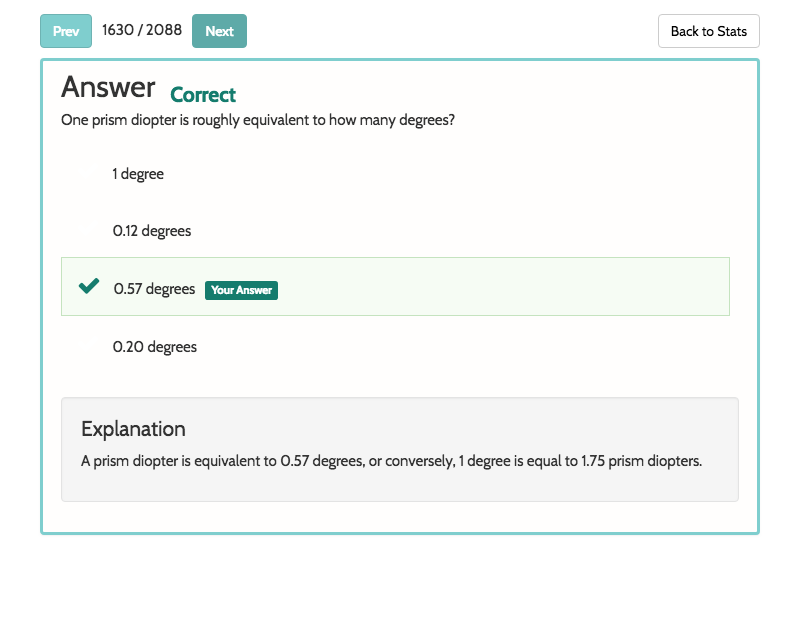 Prev 1630 / 2088 Next Back to Stats
Answer Correct
One prism diopter is roughly equivalent to how many degrees?
1 degree
0.12 degrees
0.57 degrees Your Answer
0.20 degrees
Explanation
A prism diopter is equivalent to 0.57 degrees, or conversely, 1 degree is equal to 1.75 prism diopters.